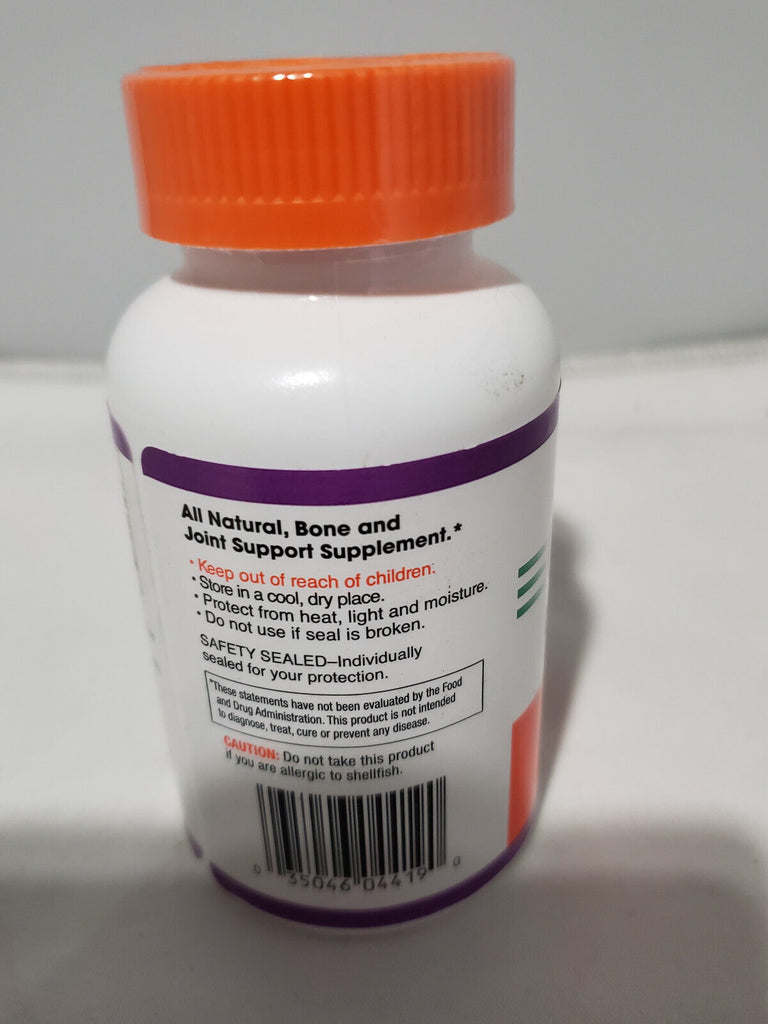 All Natural, Bone and
Joint Support Supplement.*
• Keep out of reach of children.
• Store in a cool, dry place.
• Protect from heat, light and moisture.
• Do not use if seal is broken.
SAFETY SEALED–Individually
sealed for your protection.
*These statements have not been evaluated by the Food
and Drug Administration. This product is not intended
to diagnose, treat, cure or prevent any disease.
CAUTION: Do not take this product
if you are allergic to shellfish.
0 35046 04419 0